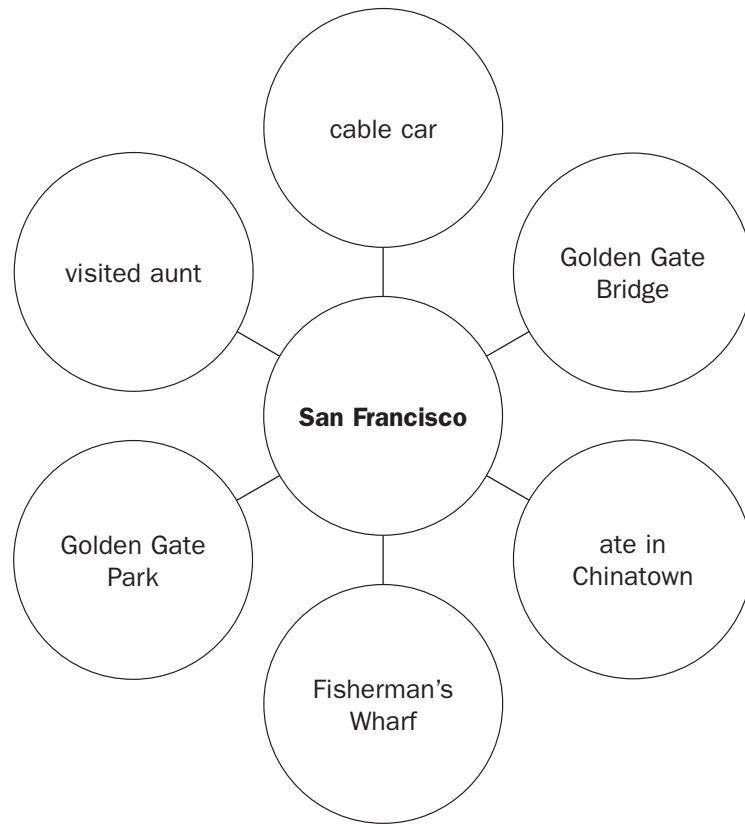 cable car
visited aunt
Golden Gate
Bridge
San Francisco
Golden Gate
Park
ate in
Chinatown
Fisherman’s
Wharf